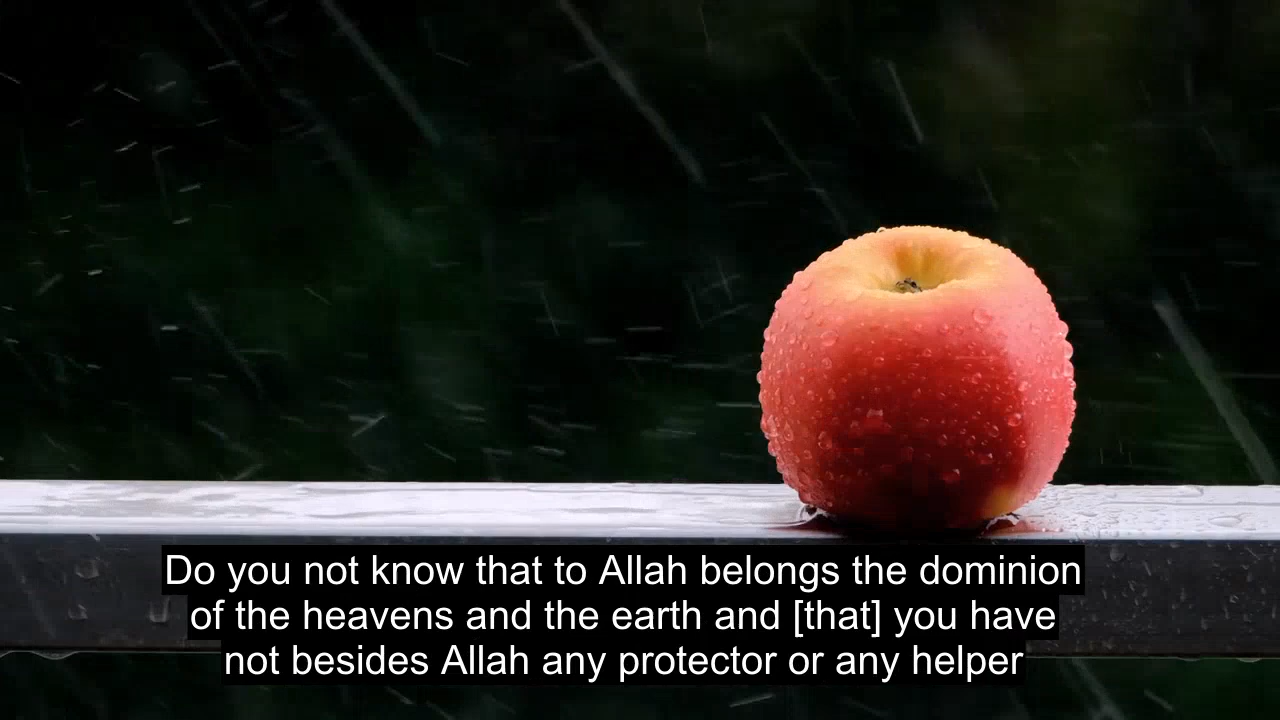 Do you not know that to Allah belongs the dominion
of the heavens and the earth and [that] you have
not besides Allah any protector or any helper